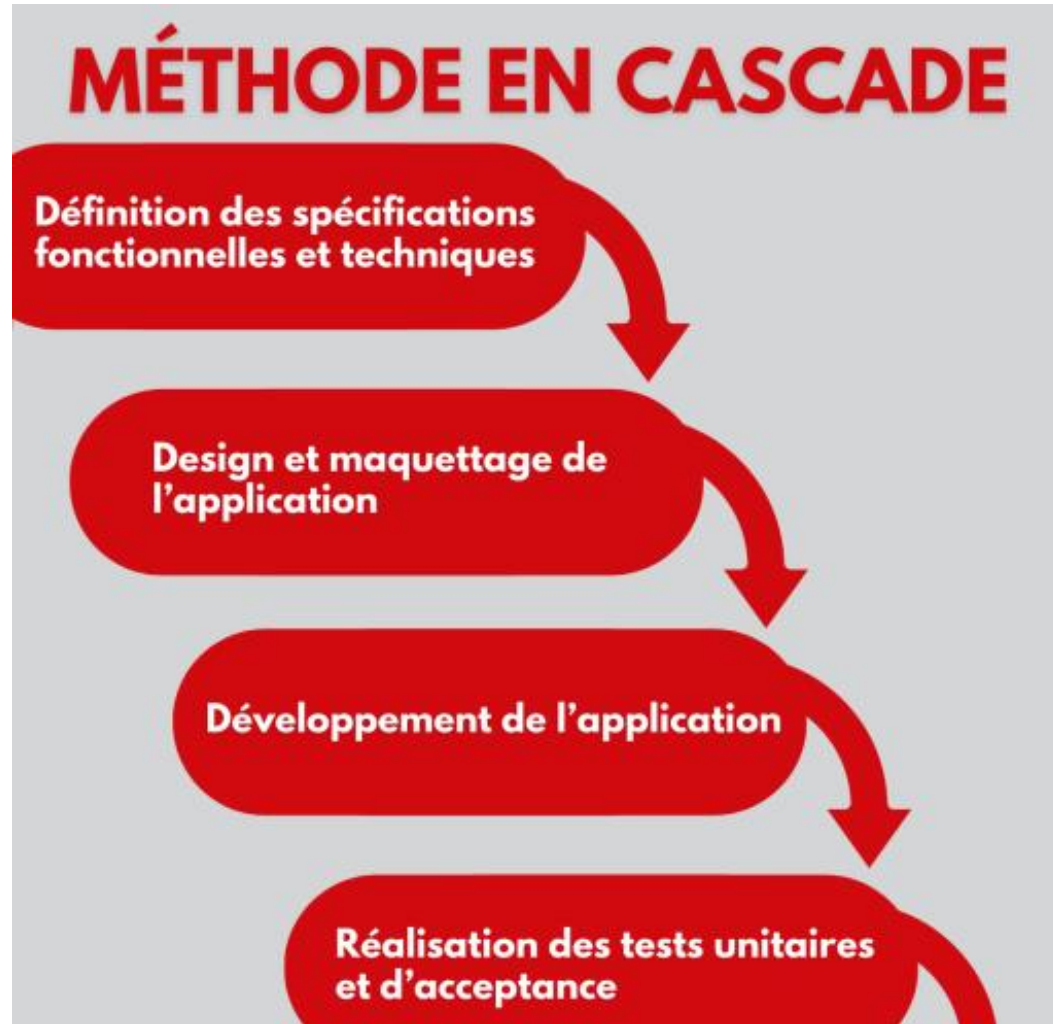 MÉTHODE EN CASCADE
Définition des spécifications
fonctionnelles et techniques
Design et maquettage de
l’application
Développement de l’application
Réalisation des tests unitaires
et d’acceptance